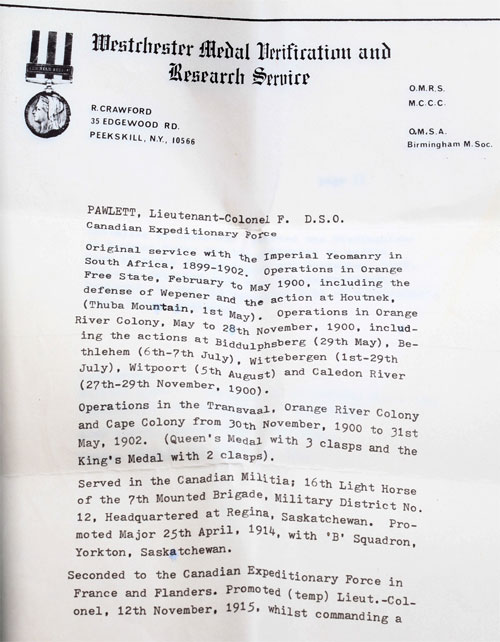 Westchester Medal Verification and
Research Service
R. CRAWFORD
35 EDGEWOOD RD.
PEEKSKILL, N.Y., 10566
O.M.R.S.
M.C.C.C.
O.M.S.A.
Birmingham M. Soc.
PAWLETT, Lieutenant-Colonel F. D.S.O.
Canadian Expeditionary Force
Original service with the Imperial Yeomanry in
South Africa, 1899-1902. Operations in Orange
Free State, February to May 1900, including the
defense of Wepener and the action at Houtnek,
(Thuba Mountain, 1st May). Operations in Orange
River Colony, May to 28th November, 1900, includ-
ing the actions at Biddulphsberg (29th May), Be-
thlehem (6th-7th July), Wittebergen (1st-29th
July), Witpoort (5th August) and Caledon River
(27th-29th November, 1900).
Operations in the Transvaal, Orange River Colony
and Cape Colony from 30th November, 1900 to 31st
May, 1902. (Queen's Medal with 3 clasps and the
King's Medal with 2 clasps).
Served in the Canadian Militia; 16th Light Horse
of the 7th Mounted Brigade, Military District No.
12, Headquartered at Regina, Saskatchewan. Pro-
moted Major 25th April, 1914, with 'B' Squadron,
Yorkton, Saskatchewan.
Seconded to the Canadian Expeditionary Force in
France and Flanders. Promoted (temp) Lieut.-Col-
onel, 12th November, 1915, whilst commanding a